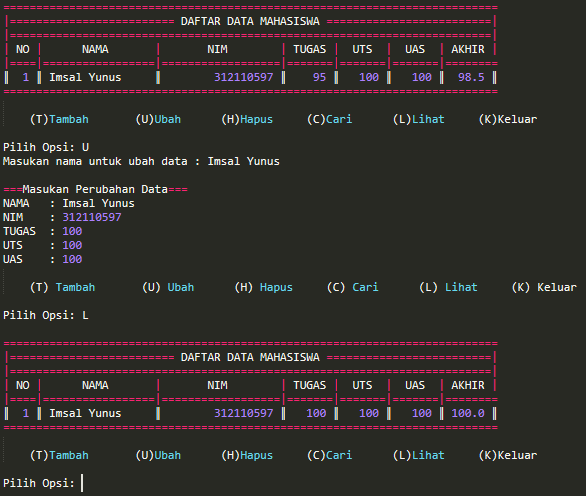 ==========================================================================
|========================= DAFTAR DATA MAHASISWA =========================|
|==========================================================================|
| NO | NAMA | NIM | TUGAS | UTS | UAS | AKHIR |
|====|=================|==================|=======|======|=======|========
| 1 | Imsal Yunus | 312110597 | 95 | 100 | 100 | 98.5 |
==========================================================================
(T)Tambah (U)Ubah (H)Hapus (C)Cari (L)Lihat (K)Keluar
Pilih Opsi: U
Masukan nama untuk ubah data : Imsal Yunus
===Masukan Perubahan Data===
NAMA : Imsal Yunus
NIM : 312110597
TUGAS : 100
UTS : 100
UAS : 100
(T) Tambah (U) Ubah (H) Hapus (C) Cari (L) Lihat (K) Keluar
Pilih Opsi: L
==========================================================================
|========================= DAFTAR DATA MAHASISWA =========================|
|==========================================================================|
| NO | NAMA | NIM | TUGAS | UTS | UAS | AKHIR |
|====|=================|==================|=======|======|=======|========
| 1 | Imsal Yunus | 312110597 | 100 | 100 | 100 | 100.0 |
==========================================================================
(T)Tambah (U)Ubah (H)Hapus (C)Cari (L)Lihat (K)Keluar
Pilih Opsi: